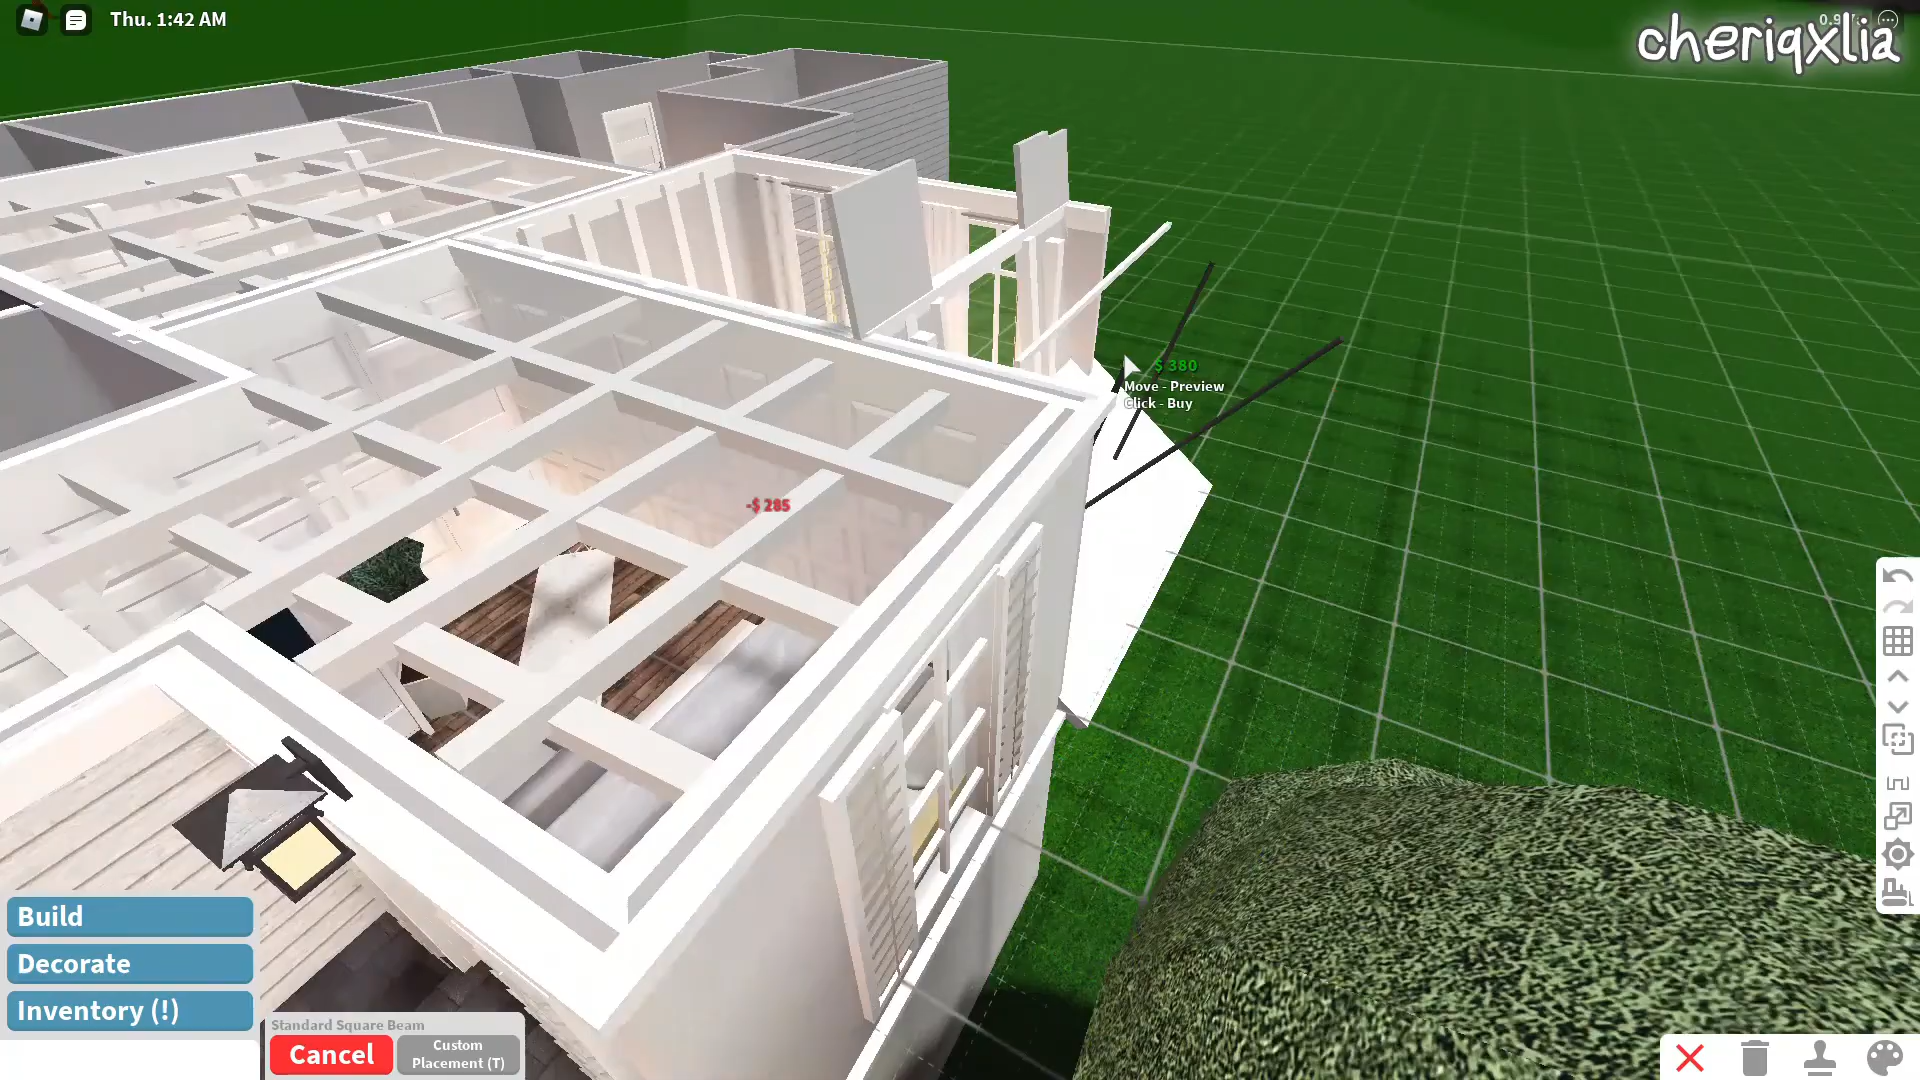 Thu. 1:42 AM
cheriqxlia
$ 380
Move - Preview
Click - Buy
-$ 285
Build
Decorate
Inventory (!)
Standard Square Beam
Cancel
Custom
Placement (T)